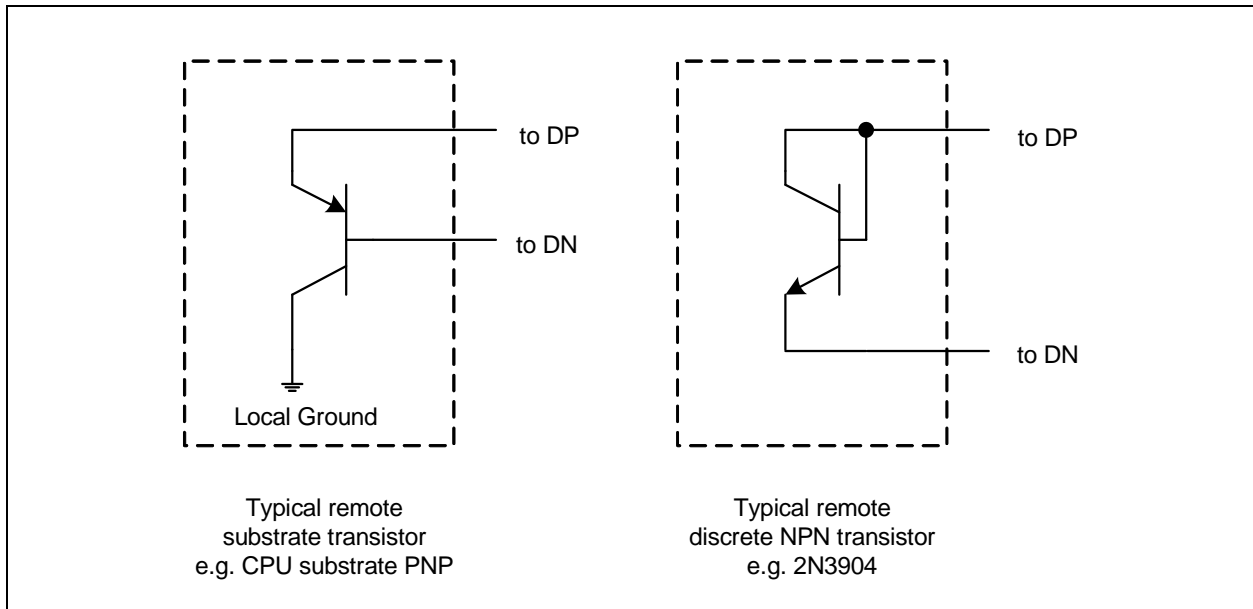 to DP
to DN
Local Ground
Typical remote
substrate transistor
e.g. CPU substrate PNP
to DP
to DN
Typical remote
discrete NPN transistor
e.g. 2N3904